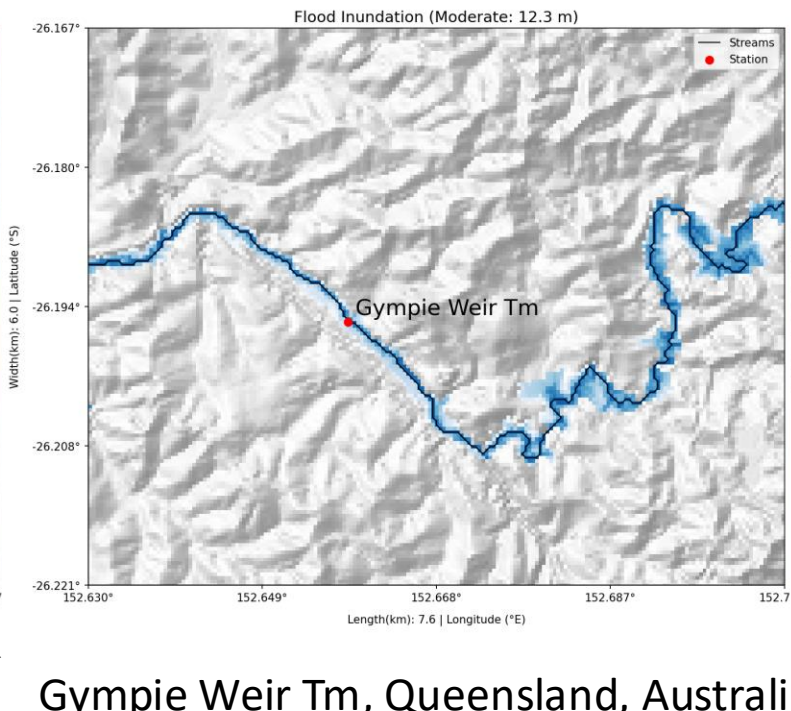 Flood Inundation (Moderate: 12.3 m)
-26.167°
Streams
Station
-26.180°
-26.194°
Gympie Weir Tm
-26.208°
-26.221°
Width(km): 6.0 | Latitude (°S)
152.630°
152.649°
152.668°
152.687°
152.7
Length(km): 7.6 | Longitude (°E)
Gympie Weir Tm, Queensland, Australi